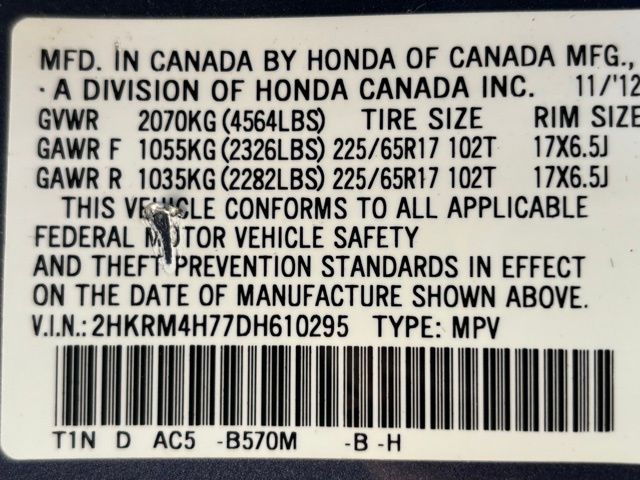 MFD. IN CANADA BY HONDA OF CANADA MFG.,
· A DIVISION OF HONDA CANADA INC. 11/'12
GVWR 2070KG (4564LBS) TIRE SIZE RIM SIZE
GAWR F 1055KG (2326LBS) 225/65R17 102T 17X6.5J
GAWR R 1035KG (2282LBS) 225/65R17 102T 17X6.5J
THIS VEHICLE CONFORMS TO ALL APPLICABLE
FEDERAL MOTOR VEHICLE SAFETY
AND THEFT PREVENTION STANDARDS IN EFFECT
ON THE DATE OF MANUFACTURE SHOWN ABOVE.
V.I.N.: 2HKRM4H77DH610295 TYPE: MPV
T1N D AC5 -B570M -B -H